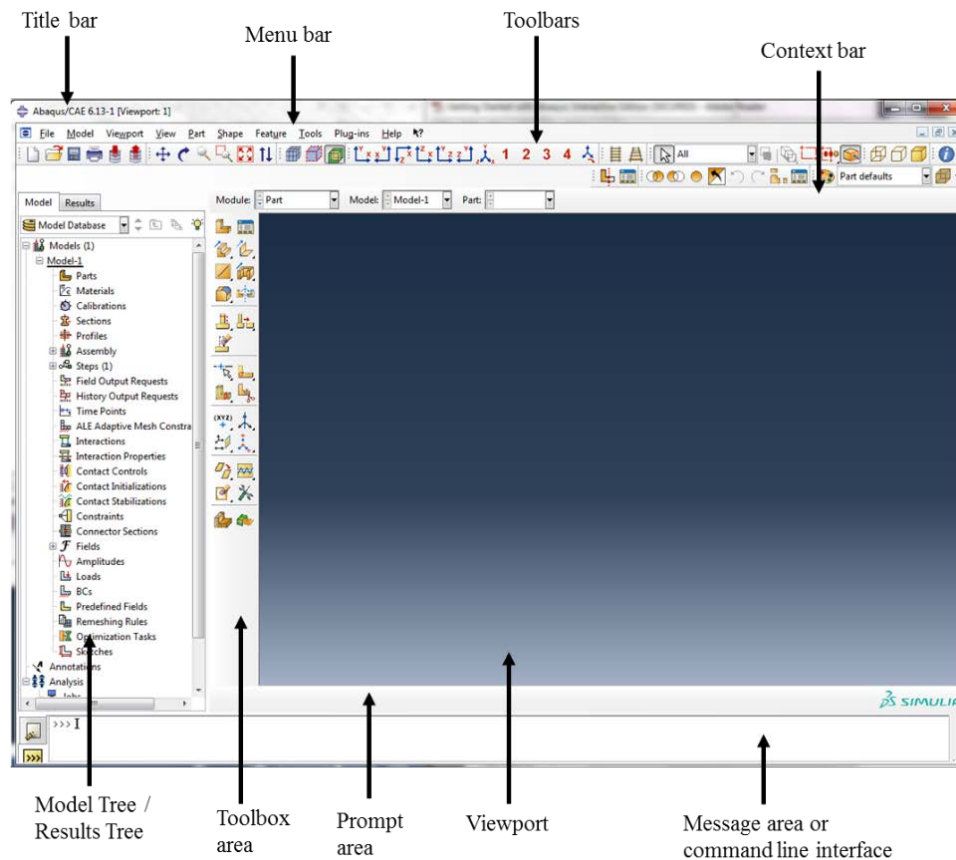 Title bar
Menu bar
Toolbars
Context bar
Abaqus/CAE 6.13-1 [Viewport: 1]
File Model Viewport View Part Shape Feature Tools Plug-ins Help
1 2 3 4 All
Part defaults
Model Results
Module: Part Model: Model-1 Part:
Model Database
Models (1)
Model-1
Parts
Materials
Calibrations
Sections
Profiles
Assembly
Steps (1)
Field Output Requests
History Output Requests
Time Points
ALE Adaptive Mesh Constra
Interactions
Interaction Properties
Contact Controls
Contact Initializations
Contact Stabilizations
Constraints
Connector Sections
Fields
Amplitudes
Loads
BCs
Predefined Fields
Remeshing Rules
Optimization Tasks
Sketches
Annotations
Analysis
Jobs
(XYZ)
SIMULIA
>>>
>>>
Model Tree /
Results Tree
Toolbox
area
Prompt
area
Viewport
Message area or
command line interface